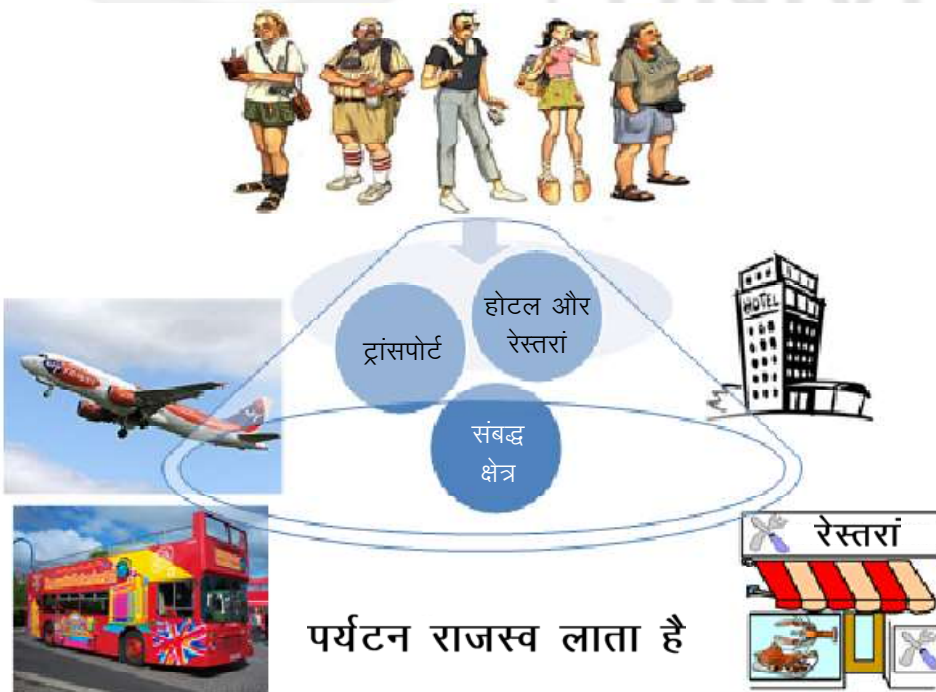 होटल और
रेस्तरां
ट्रांसपोर्ट
HOTEL
संबद्ध
क्षेत्र
रेस्तरां
पर्यटन राजस्व लाता है